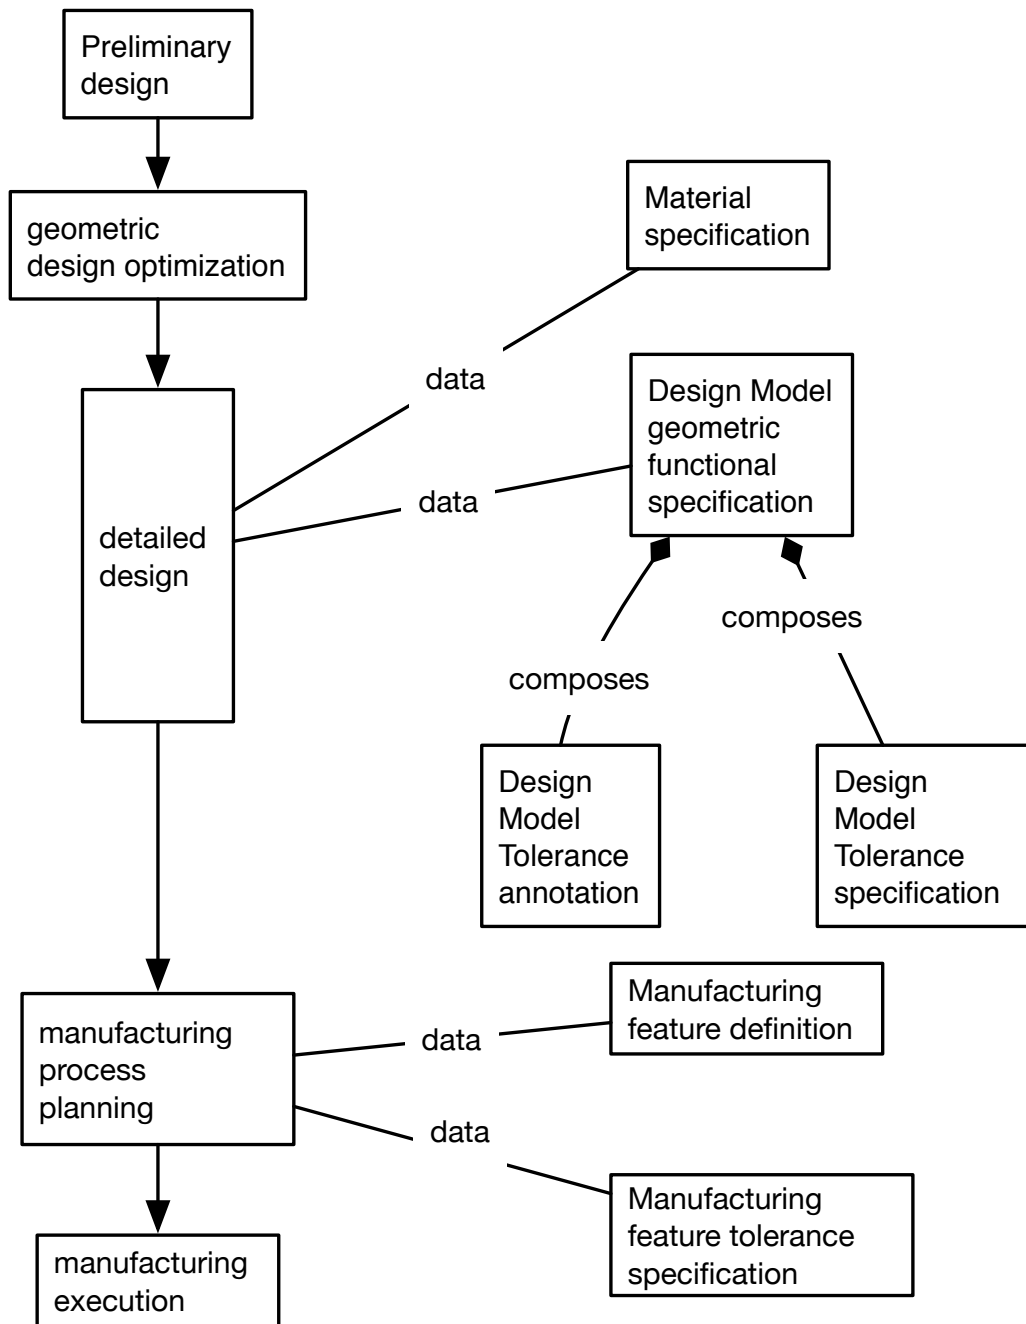 Preliminary
design
geometric
design optimization
Material
specification
data
Design Model
geometric
functional
specification
data
detailed
design
composes
composes
Design
Model
Tolerance
annotation
Design
Model
Tolerance
specification
Manufacturing
feature definition
manufacturing
process
planning
data
data
Manufacturing
feature tolerance
specification
manufacturing
execution